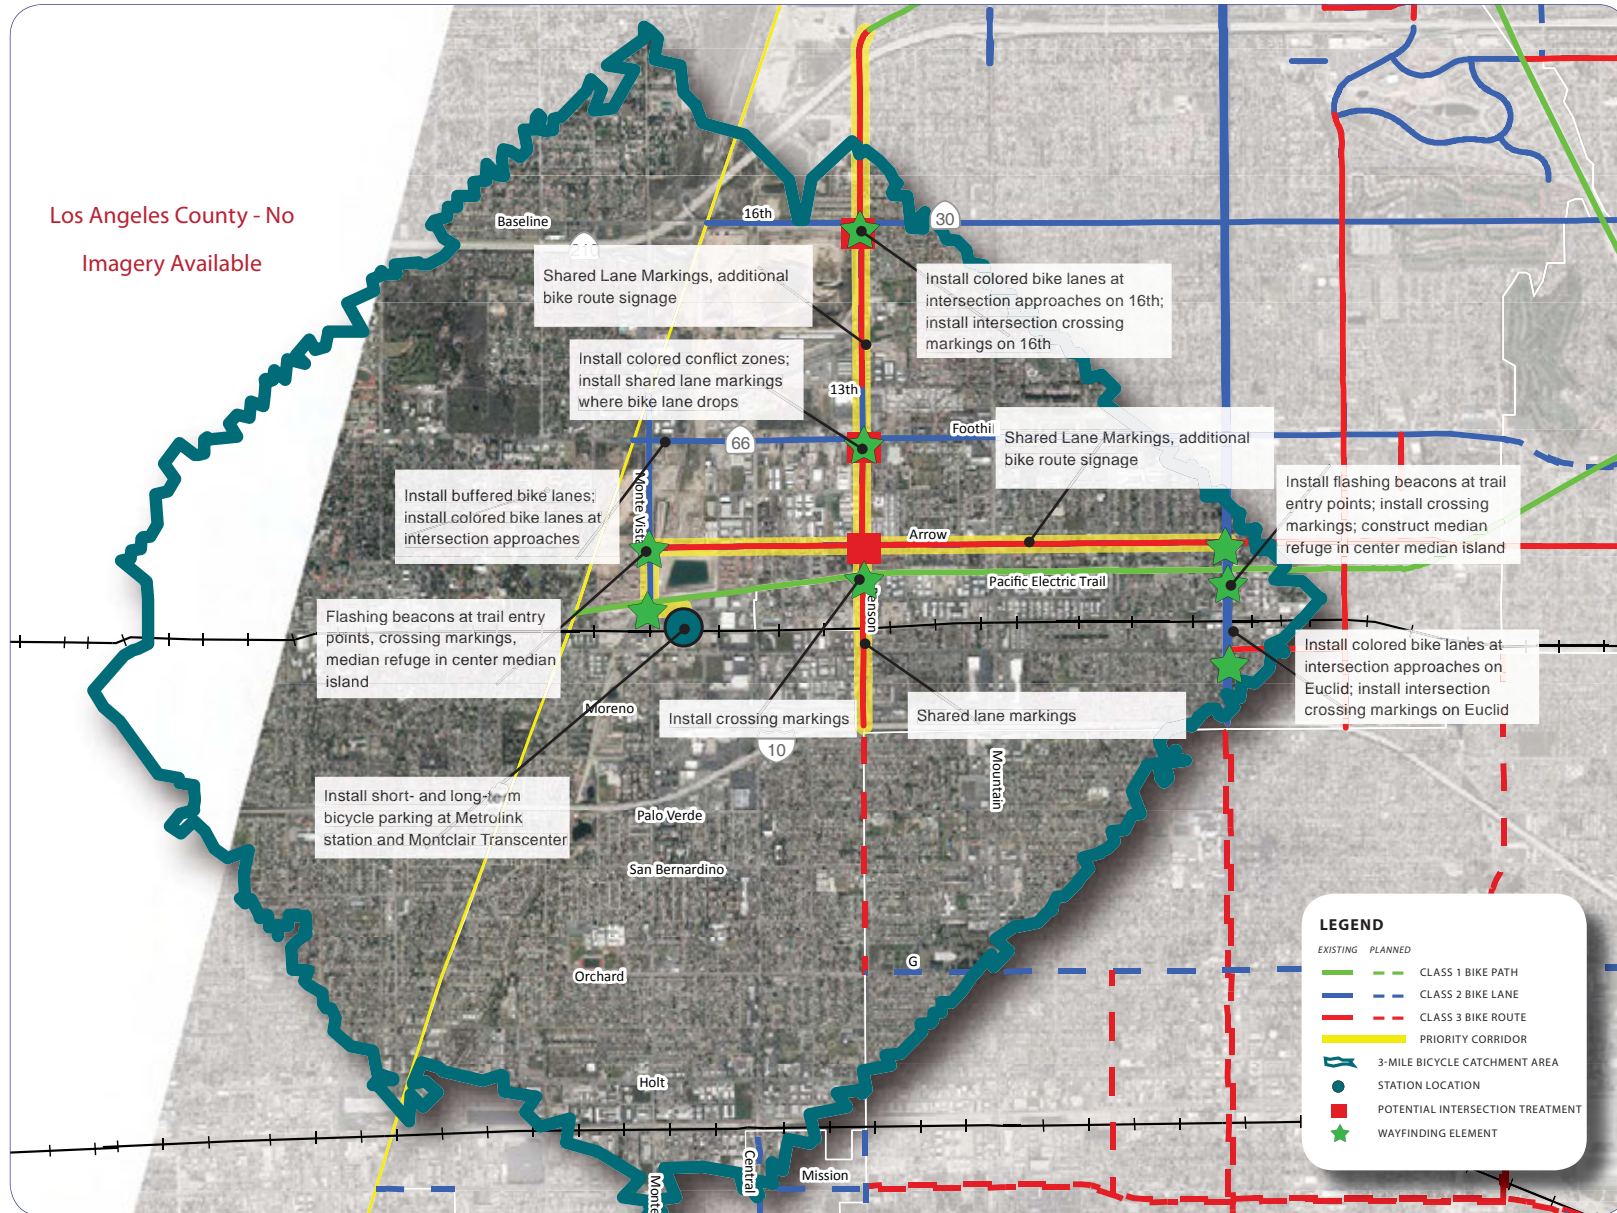 Los Angeles County - No
Imagery Available
Baseline
16th
30
210
Shared Lane Markings, additional
bike route signage
Install colored bike lanes at
intersection approaches on 16th;
install intersection crossing
markings on 16th
Install colored conflict zones;
install shared lane markings
where bike lane drops
13th
66
Foothil
Shared Lane Markings, additional
bike route signage
Install buffered bike lanes;
install colored bike lanes at
intersection approaches
Monte Vista
Install flashing beacons at trail
entry points; install crossing
markings; construct median
refuge in center median island
Arrow
Pacific Electric Trail
Benson
Flashing beacons at trail entry
points, crossing markings,
median refuge in center median
island
Install colored bike lanes at
intersection approaches on
Euclid; install intersection
crossing markings on Euclid
Moreno
Install crossing markings
Shared lane markings
10
Mountain
Install short- and long-term
bicycle parking at Metrolink
station and Montclair Transcenter
Palo Verde
San Bernardino
G
Orchard
Holt
Central
Mission
Monte
LEGEND
EXISTING PLANNED
CLASS 1 BIKE PATH
CLASS 2 BIKE LANE
CLASS 3 BIKE ROUTE
PRIORITY CORRIDOR
3-MILE BICYCLE CATCHMENT AREA
STATION LOCATION
POTENTIAL INTERSECTION TREATMENT
WAYFINDING ELEMENT